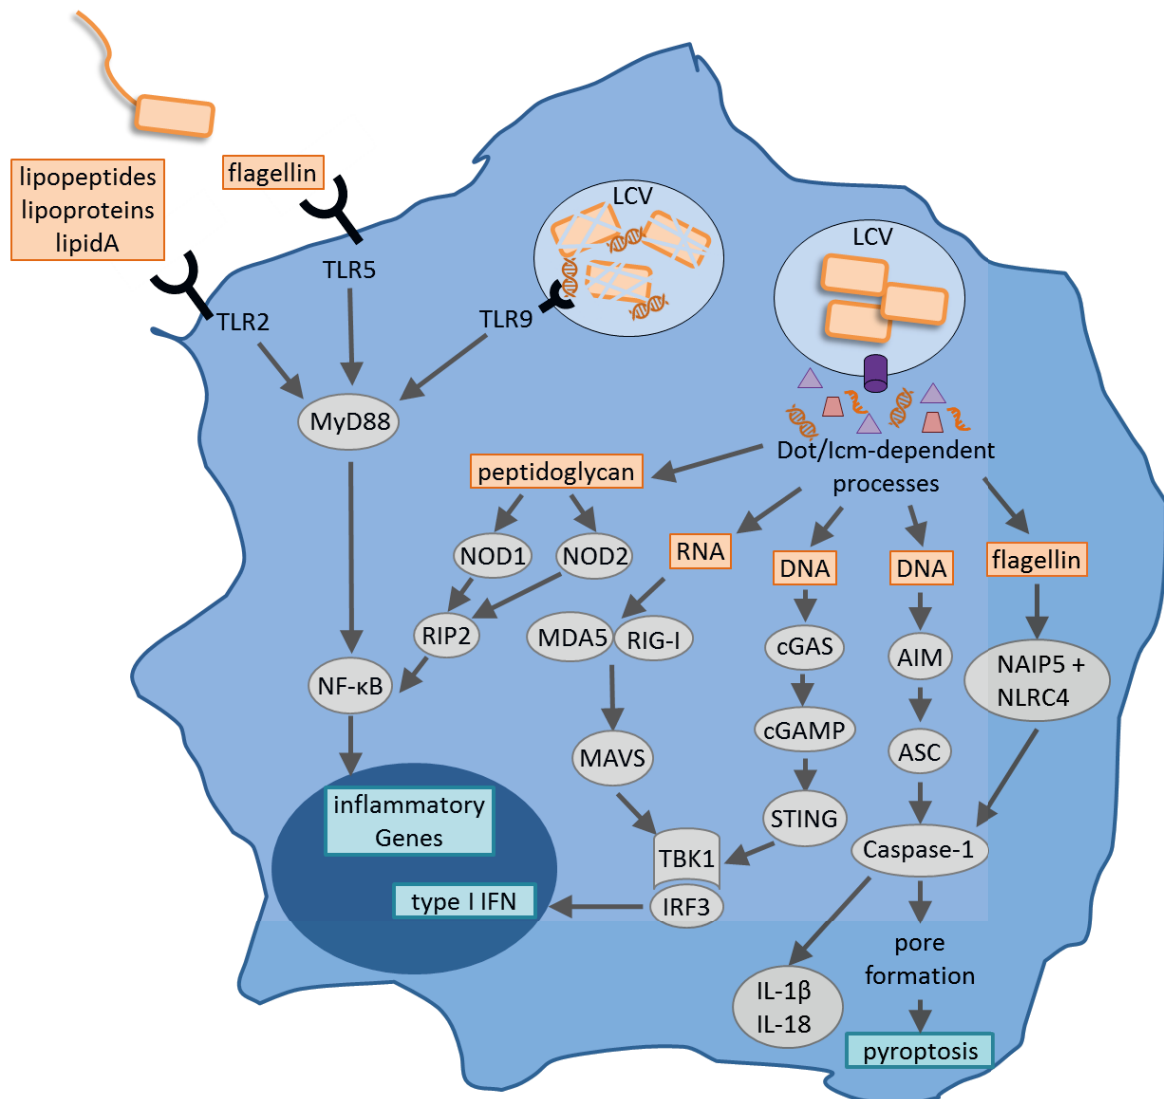 lipopeptides
lipoproteins
lipidA
flagellin
TLR2
TLR5
TLR9
LCV
LCV
MyD88
Dot/Icm-dependent
processes
peptidoglycan
NOD1
NOD2
RIP2
NF-κB
RNA
MDA5
RIG-I
MAVS
DNA
cGAS
cGAMP
STING
TBK1
IRF3
DNA
AIM
ASC
flagellin
NAIP5 +
NLRC4
Caspase-1
inflammatory
Genes
type I IFN
IL-1β
IL-18
pore
formation
pyroptosis